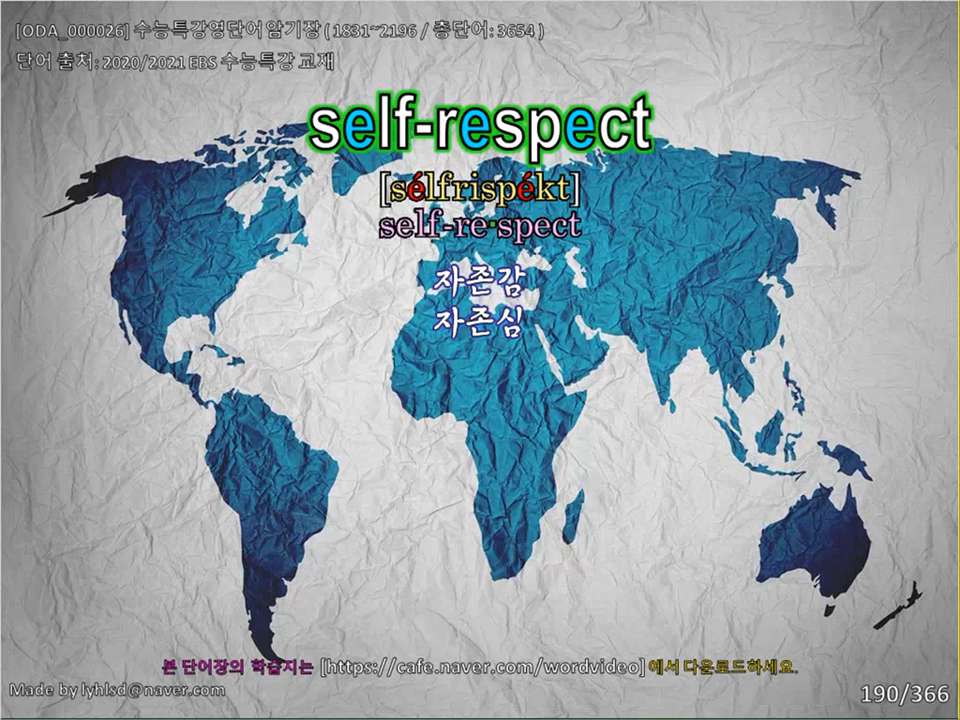 [ODA_000026] 수능특강영단어 암기장 ( 1831~2196 / 총단어: 3654 )
단어 출처: 2020/2021 EBS 수능특강 교재
self-respect
[sélfrispékt]
self-re·spect
자존감
자존심
본 단어장의 학습지는 [https://cafe.naver.com/wordvideo] 에서 다운로드하세요.
Made by lyhlsd@naver.com
190/366